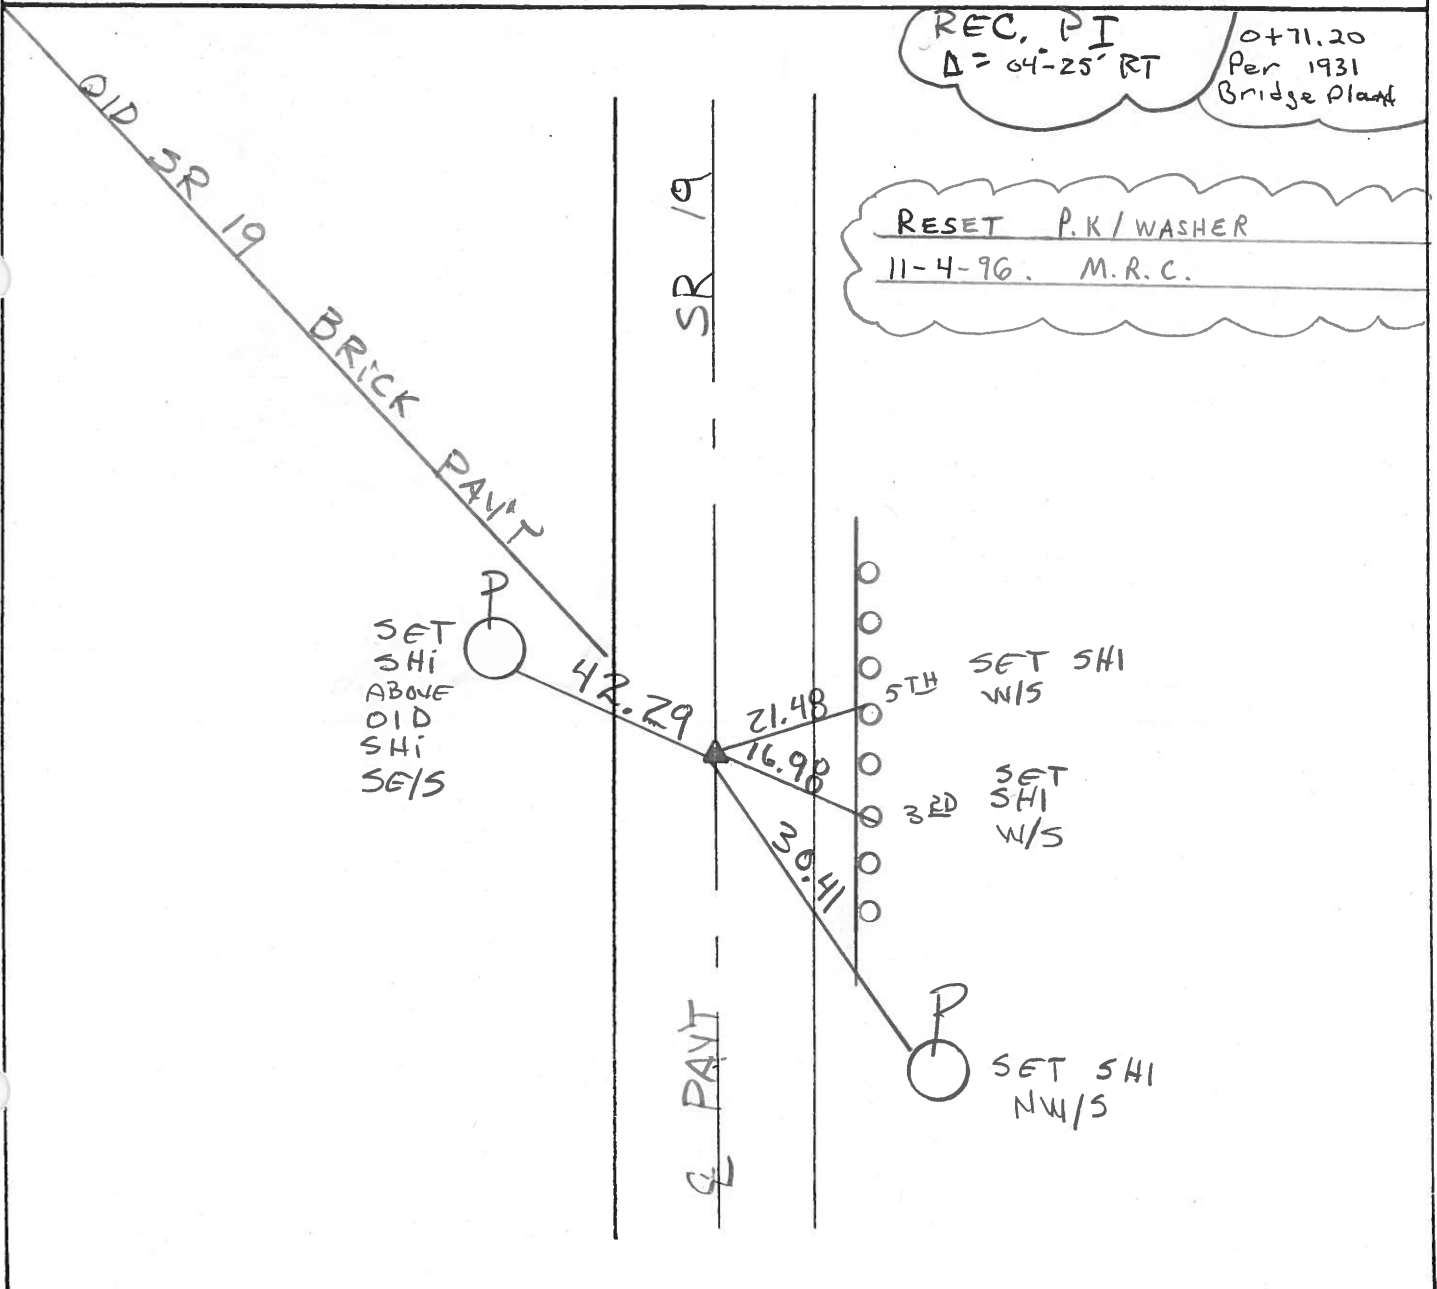 REC. PI
Δ = 04°-25' RT
0+71.20
Per 1931
Bridge Plans
RESET P.K/WASHER
11-4-96. M.R.C.
OLD SR 19 BRICK PAV'T
SR 19
P
SET
SHI
ABOVE
OLD
SHI
SE/S
42.29
21.48
16.98
30.41
5TH SET SHI
W/S
3RD SET
SHI
W/S
P
SET SHI
NW/S
℄ PAV'T